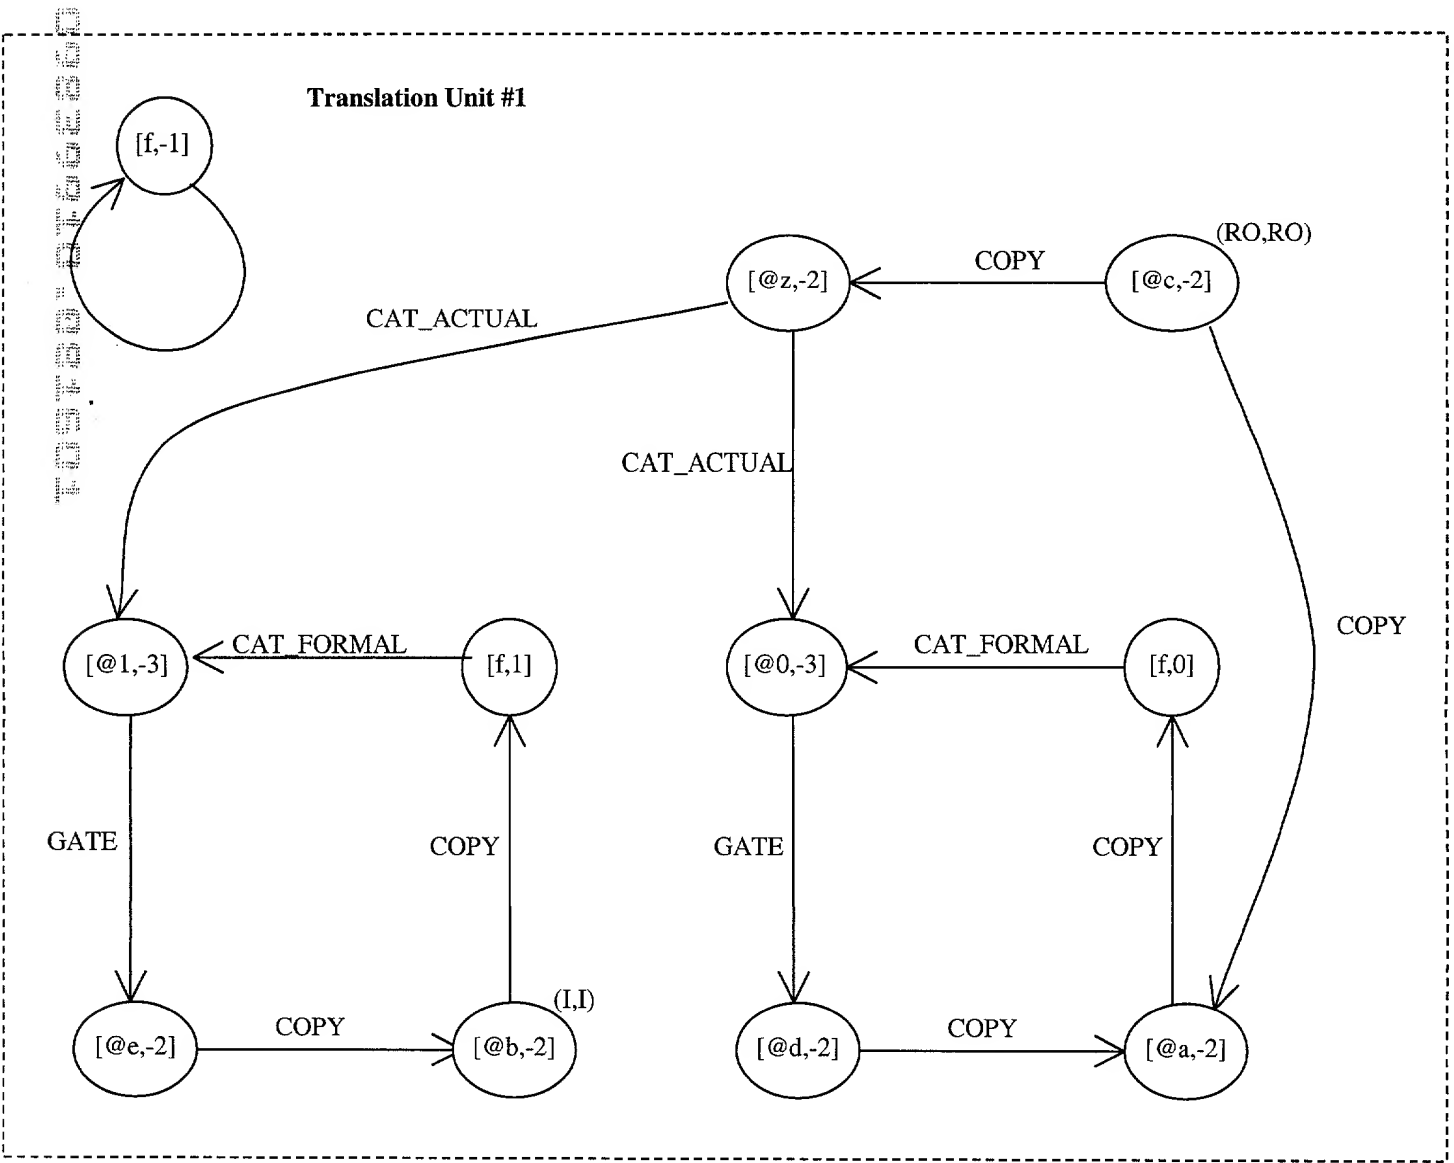 Translation Unit #1
[f,-1]
(RO,RO)
[@z,-2]
COPY
[@c,-2]
CAT_ACTUAL
CAT_ACTUAL
COPY
[@1,-3]
CAT_FORMAL
[f,1]
[@0,-3]
CAT_FORMAL
[f,0]
GATE
COPY
GATE
COPY
(I,I)
[@e,-2]
COPY
[@b,-2]
[@d,-2]
COPY
[@a,-2]